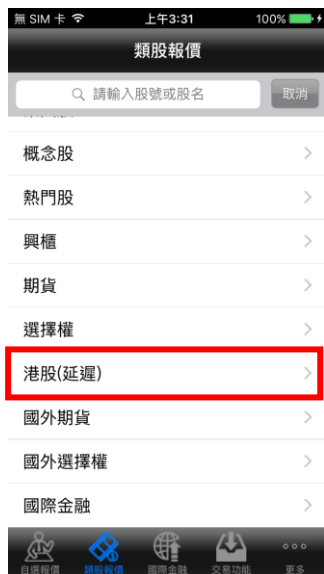 無 SIM 卡 上午3:31 100%
類股報價
請輸入股號或股名 取消
概念股
熱門股
興櫃
期貨
選擇權
港股(延遲)
國外期貨
國外選擇權
國際金融
自選報價 類股報價 國際金融 交易功能 更多